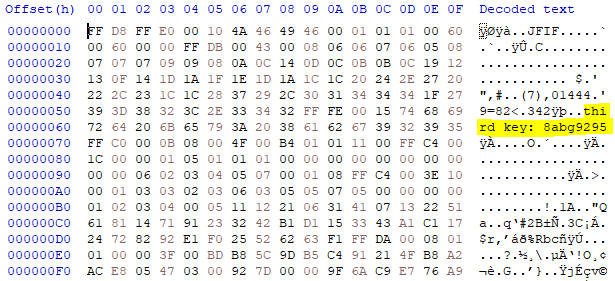 Offset(h) 00 01 02 03 04 05 06 07 08 09 0A 0B 0C 0D 0E 0F Decoded text
00000000 FF D8 FF E0 00 10 4A 46 49 46 00 01 01 01 00 60 ÿØÿà..JFIF.....`
00000010 00 60 00 00 FF DB 00 43 00 08 06 06 07 06 05 08 .`..ÿÛ.C........
00000020 07 07 07 09 09 08 0A 0C 14 0D 0C 0B 0B 0C 19 12 ................
00000030 13 0F 14 1D 1A 1F 1E 1D 1A 1C 1C 20 24 2E 27 20 ........... $.'
00000040 22 2C 23 1C 1C 28 37 29 2C 30 31 34 34 34 1F 27 ",#..(7),01444.'
00000050 39 3D 38 32 3C 2E 33 34 32 FF FE 00 15 74 68 69 9=82<.342ÿþ..thi
00000060 72 64 20 6B 65 79 3A 20 38 61 62 67 39 32 39 35 rd key: 8abg9295
00000070 FF C0 00 0B 08 00 4F 00 B4 01 01 11 00 FF C4 00 ÿÀ....O.´....ÿÄ.
00000080 1C 00 00 01 05 01 01 00 00 00 00 00 00 00 00 00 ................
00000090 00 00 06 02 03 04 05 07 00 01 08 FF C4 00 3E 10 ...........ÿÄ.>.
000000A0 00 01 03 03 02 03 06 03 05 05 07 05 00 00 00 00 ................
000000B0 01 02 03 04 00 05 11 12 21 06 31 41 07 13 22 51 ........!.1A.."Q
000000C0 61 81 14 71 91 23 32 42 B1 D1 15 33 43 A1 C1 17 a..q‘#2B±Ñ.3C¡Á.
000000D0 24 72 82 92 E1 F0 25 52 62 63 F1 FF DA 00 08 01 $r‚’áð%RbcñÿÚ...
000000E0 01 00 00 3F 00 BD B8 5C 9D B5 C4 91 21 4F B8 A2 ...?.½¸\.µÄ‘!O¸¢
000000F0 AC E8 05 47 03 00 92 7D 00 00 9F 6A C9 E7 76 A9 ¬è.G..’}..ŸjÉçv©